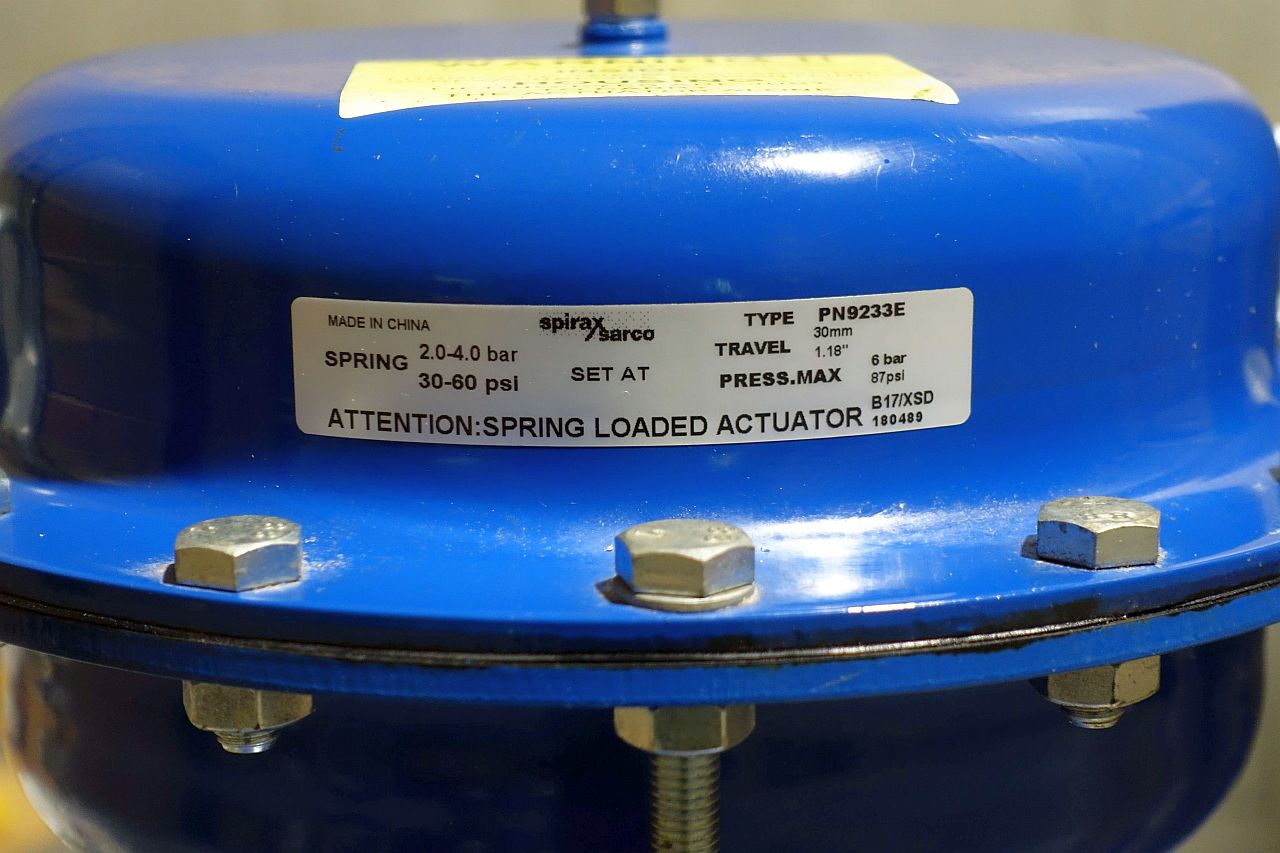 HOUSING
MADE IN CHINA
spirax
sarco
TYPE PN9233E
SPRING 2.0-4.0 bar
30-60 psi
SET AT
TRAVEL 30mm
1.18"
PRESS.MAX 6 bar
87psi
ATTENTION:SPRING LOADED ACTUATOR
B17/XSD
180489